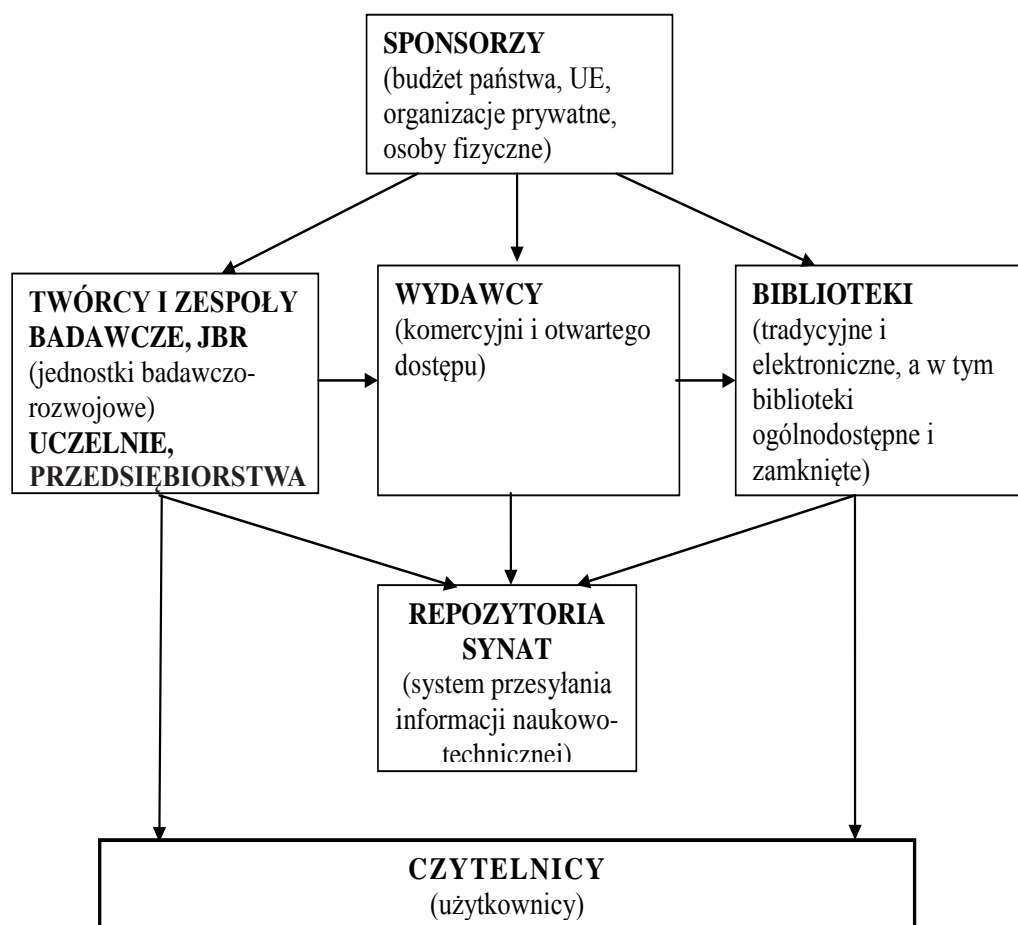 SPONSORZY
(budżet państwa, UE,
organizacje prywatne,
osoby fizyczne)
TWÓRCY I ZESPOŁY
BADAWCZE, JBR
(jednostki badawczo-
rozwojowe)
UCZELNIE,
PRZEDSIĘBIORSTWA
WYDAWCY
(komercyjni i otwartego
dostępu)
BIBLIOTEKI
(tradycyjne i
elektroniczne, a w tym
biblioteki
ogólnodostępne i
zamknięte)
REPOZYTORIA
SYNAT
(system przesyłania
informacji naukowo-
technicznej)
CZYTELNICY
(użytkownicy)